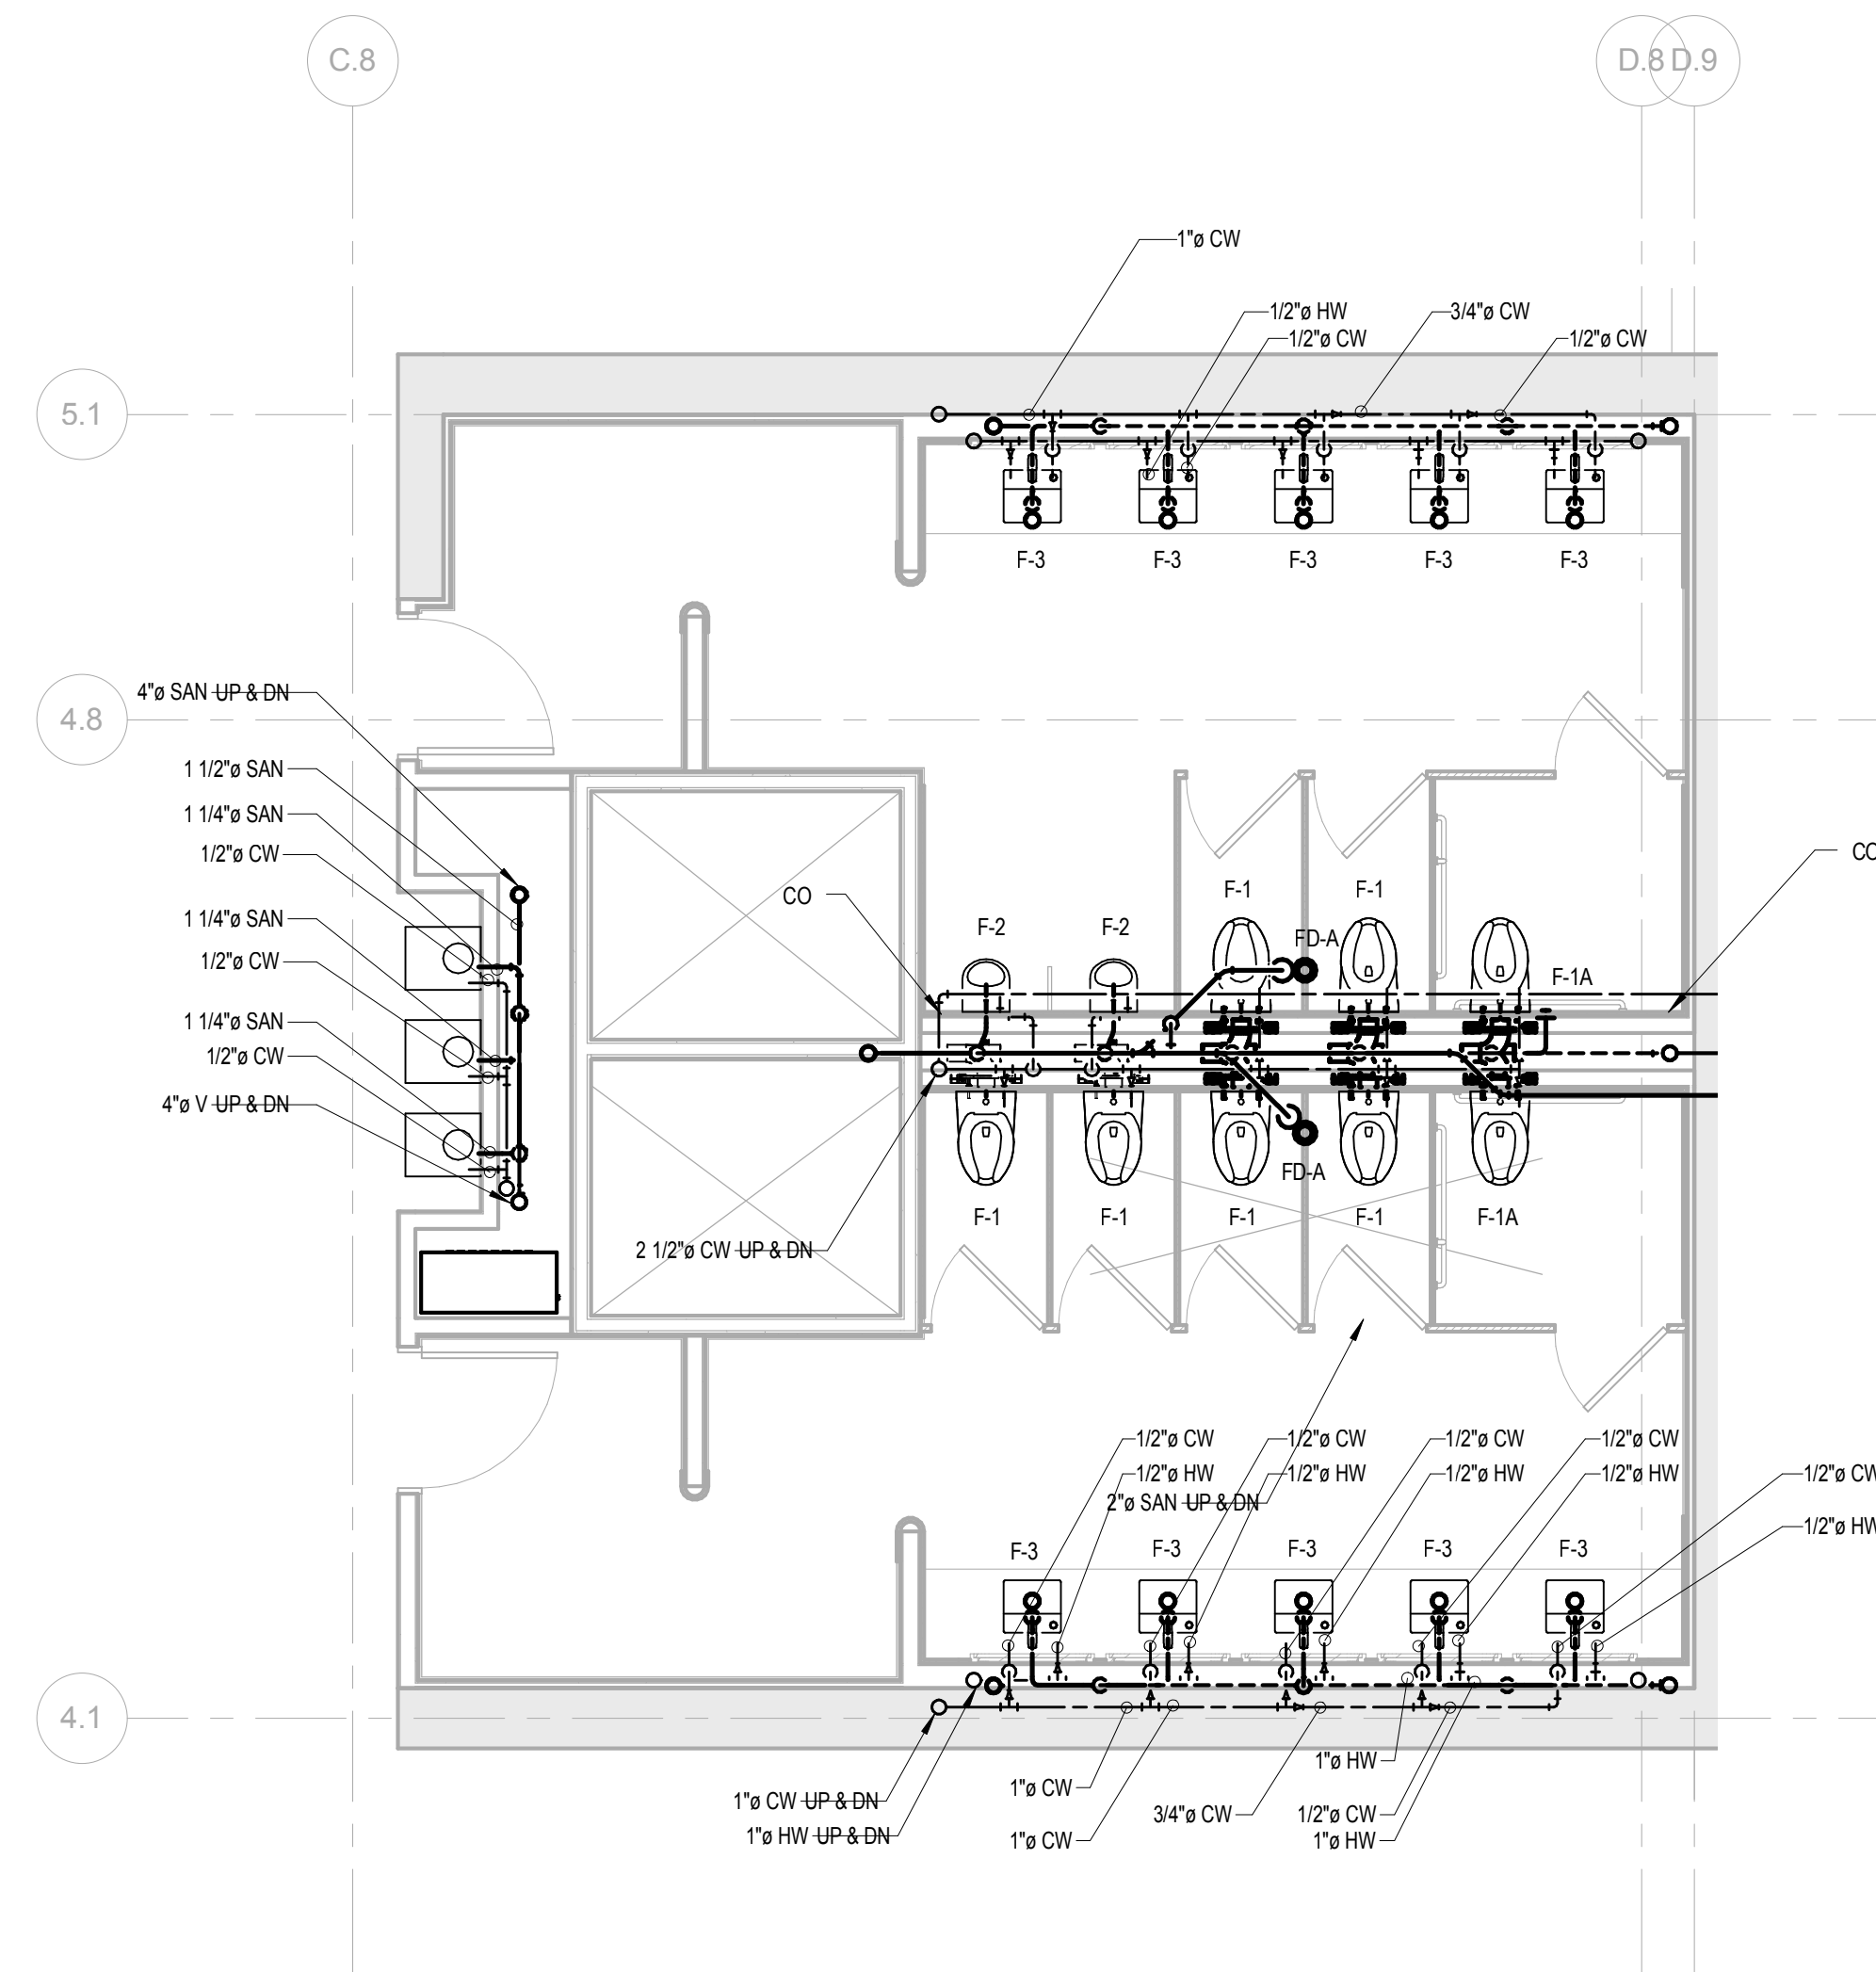 C.8
D.8
D.9
1"ø CW
1/2"ø HW
3/4"ø CW
1/2"ø CW
1/2"ø CW
5.1
F-3
F-3
F-3
F-3
F-3
4"ø SAN UP & DN
4.8
1 1/2"ø SAN
1 1/4"ø SAN
1/2"ø CW
CO
CO
F-1
F-1
1 1/4"ø SAN
F-2
F-2
FD-A
1/2"ø CW
F-1A
1 1/4"ø SAN
1/2"ø CW
4"ø V UP & DN
FD-A
F-1
F-1
F-1
F-1
F-1A
2 1/2"ø CW UP & DN
1/2"ø CW
1/2"ø CW
1/2"ø CW
1/2"ø CW
1/2"ø HW
1/2"ø HW
1/2"ø HW
1/2"ø HW
1/2"ø CW
2"ø SAN UP & DN
1/2"ø HW
F-3
F-3
F-3
F-3
F-3
4.1
1"ø HW
1"ø CW
1"ø CW UP & DN
3/4"ø CW
1/2"ø CW
1"ø HW UP & DN
1"ø CW
1"ø HW